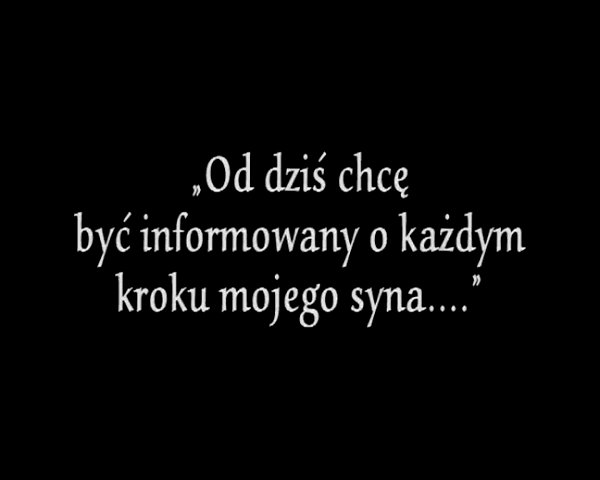 „Od dziś chcę
być informowany o każdym
kroku mojego syna....”